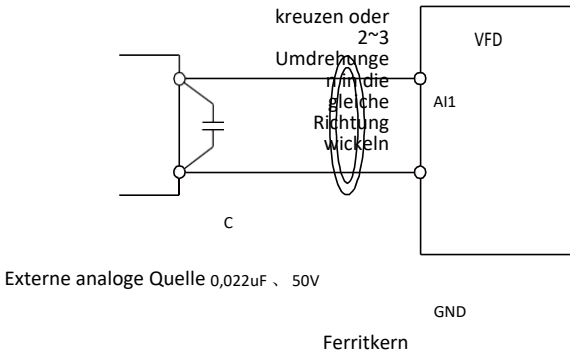 kreuzen oder
2~3
Umdrehunge
n in die
gleiche
Richtung
wickeln
VFD
AI1
C
Externe analoge Quelle 0,022uF 、 50V
GND
Ferritkern